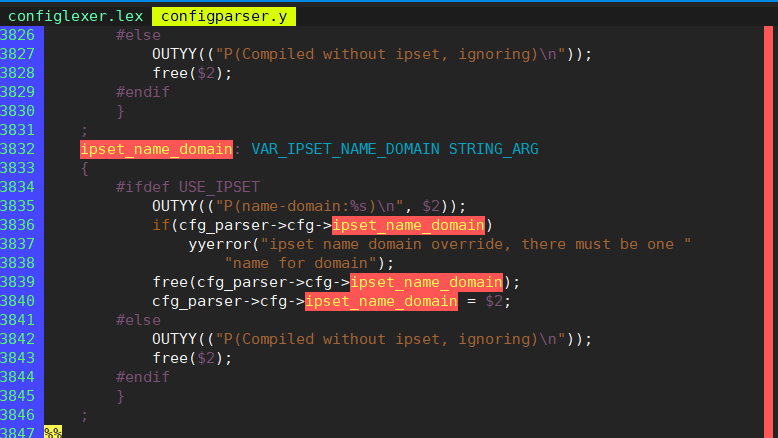 configlexer.lex configparser.y
3826 #else
3827 OUTYY(("P(Compiled without ipset, ignoring)\n"));
3828 free($2);
3829 #endif
3830 }
3831 ;
3832 ipset_name_domain: VAR_IPSET_NAME_DOMAIN STRING_ARG
3833 {
3834 #ifdef USE_IPSET
3835 OUTYY(("P(name-domain:%s)\n", $2));
3836 if(cfg_parser->cfg->ipset_name_domain)
3837 yyerror("ipset name domain override, there must be one "
3838 "name for domain");
3839 free(cfg_parser->cfg->ipset_name_domain);
3840 cfg_parser->cfg->ipset_name_domain = $2;
3841 #else
3842 OUTYY(("P(Compiled without ipset, ignoring)\n"));
3843 free($2);
3844 #endif
3845 }
3846 ;
3847 %%